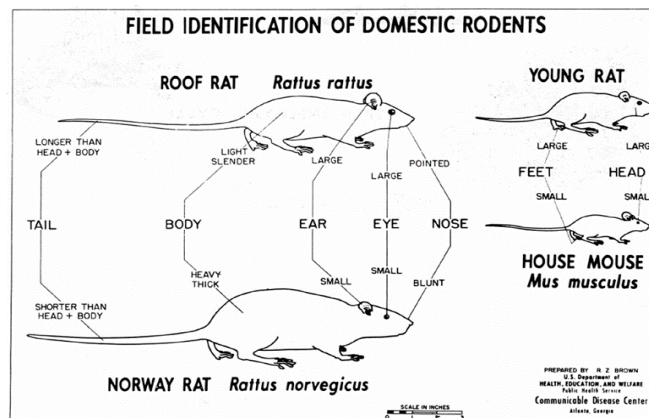 FIELD IDENTIFICATION OF DOMESTIC RODENTS
ROOF RAT Rattus rattus
YOUNG RAT
LONGER THAN
HEAD + BODY
LIGHT
SLENDER
LARGE
LARGE
POINTED
TAIL
BODY
EAR
EYE
NOSE
SHORTER THAN
HEAD + BODY
HEAVY
THICK
SMALL
SMALL
BLUNT
NORWAY RAT Rattus norvegicus
LARGE
FEET
HEAD
SMALL
HOUSE MOUSE
Mus musculus
SCALE IN INCHES
PREPARED BY R Z BROWN
U.S. Department of
HEALTH, EDUCATION, AND WELFARE
Public Health Service
Communicable Disease Center
Atlanta, Georgia